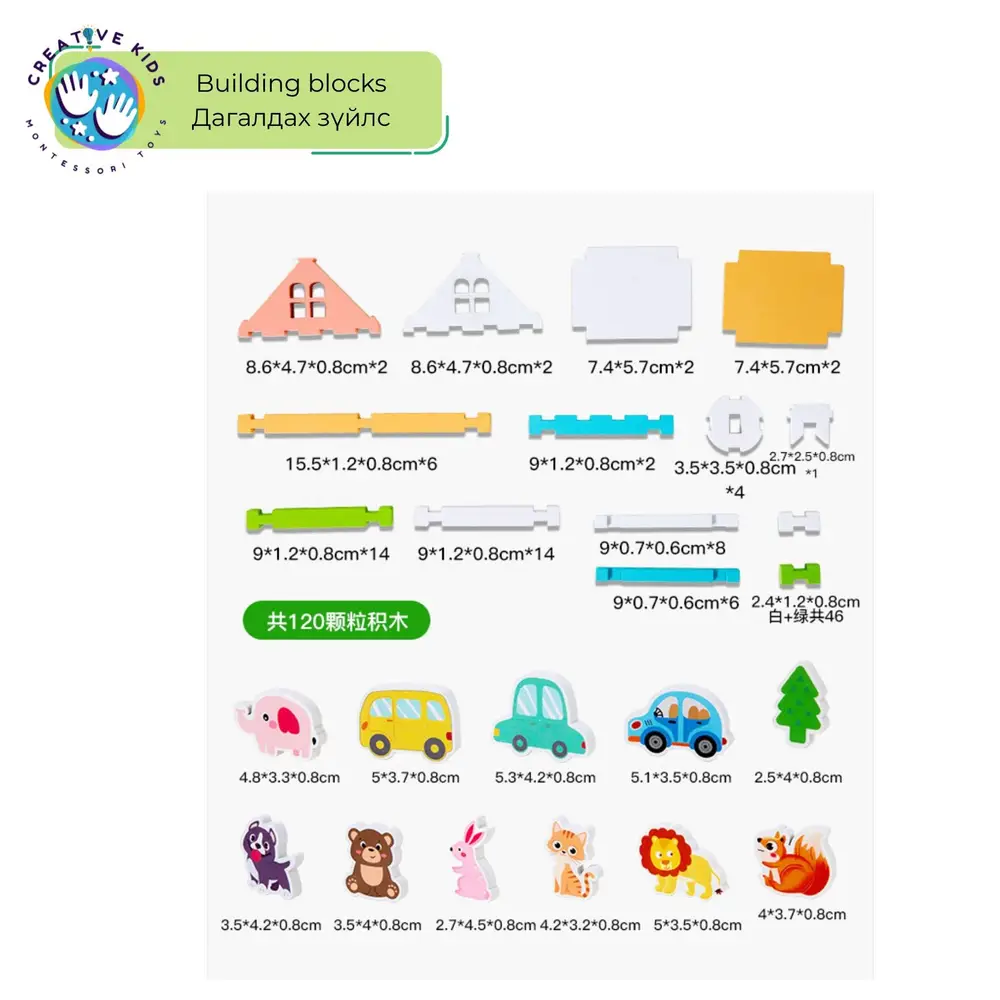 CREATIVE KIDS
MONTESSORI TOYS
Building blocks
Дагалдах зүйлс
8.6*4.7*0.8cm*2
8.6*4.7*0.8cm*2
7.4*5.7cm*2
7.4*5.7cm*2
15.5*1.2*0.8cm*6
9*1.2*0.8cm*2
3.5*3.5*0.8cm
*4
2.7*2.5*0.8cm
*1
9*1.2*0.8cm*14
9*1.2*0.8cm*14
9*0.7*0.6cm*8
9*0.7*0.6cm*6
2.4*1.2*0.8cm
白+绿共46
共120颗粒积木
4.8*3.3*0.8cm
5*3.7*0.8cm
5.3*4.2*0.8cm
5.1*3.5*0.8cm
2.5*4*0.8cm
3.5*4.2*0.8cm
3.5*4*0.8cm
2.7*4.5*0.8cm
4.2*3.2*0.8cm
5*3.5*0.8cm
4*3.7*0.8cm